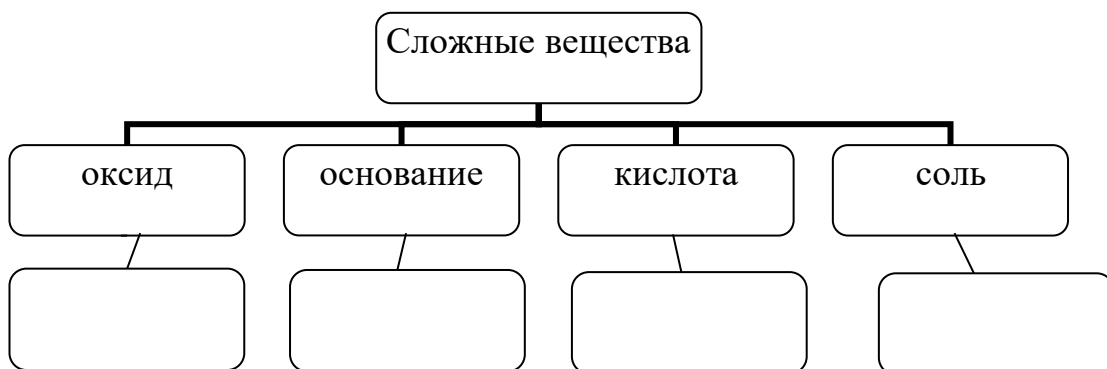 Сложные вещества
оксид
основание
кислота
соль